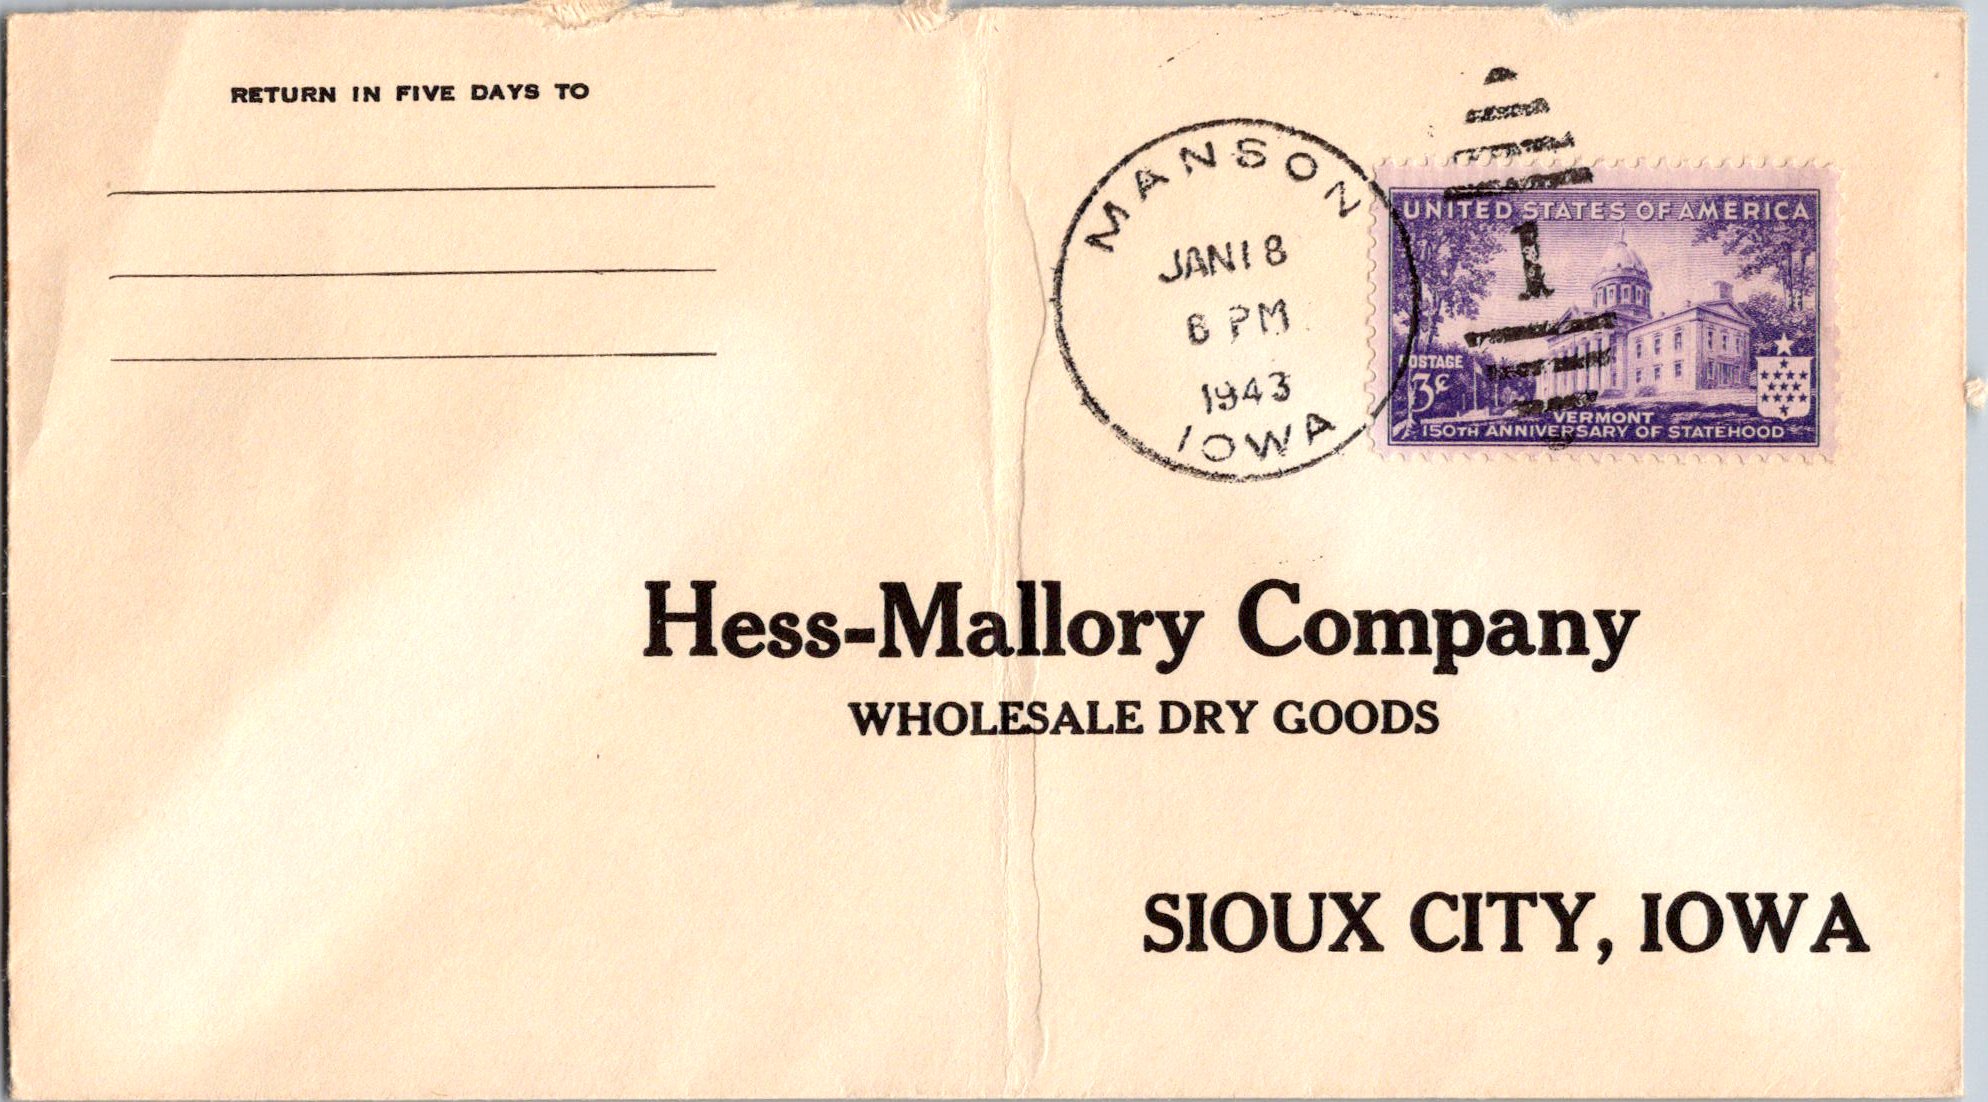 RETURN IN FIVE DAYS TO
MANSON
JAN 18
6 PM
1943
IOWA
1
UNITED STATES OF AMERICA
POSTAGE
3¢
VERMONT
150TH ANNIVERSARY OF STATEHOOD
Hess-Mallory Company
WHOLESALE DRY GOODS
SIOUX CITY, IOWA